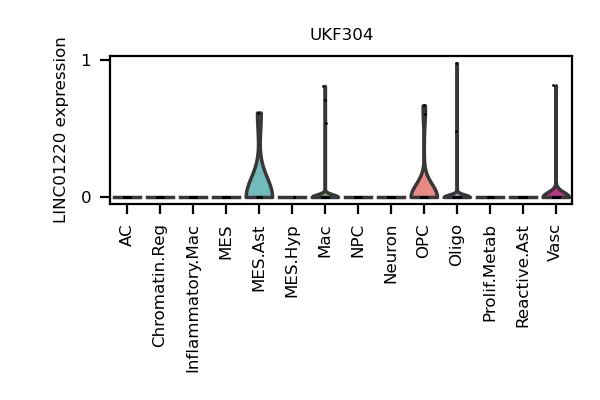 UKF304
LINC01220 expression
1
0
AC
Chromatin.Reg
Inflammatory.Mac
MES
MES.Ast
MES.Hyp
Mac
NPC
Neuron
OPC
Oligo
Prolif.Metab
Reactive.Ast
Vasc